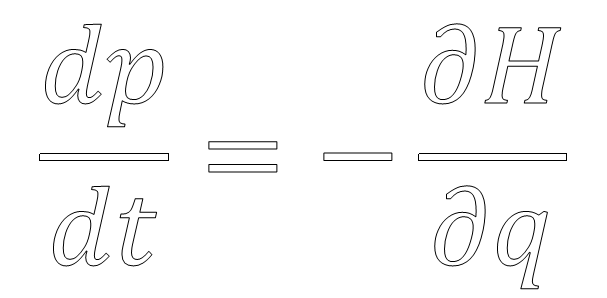 dp/dt = − ∂H/∂q